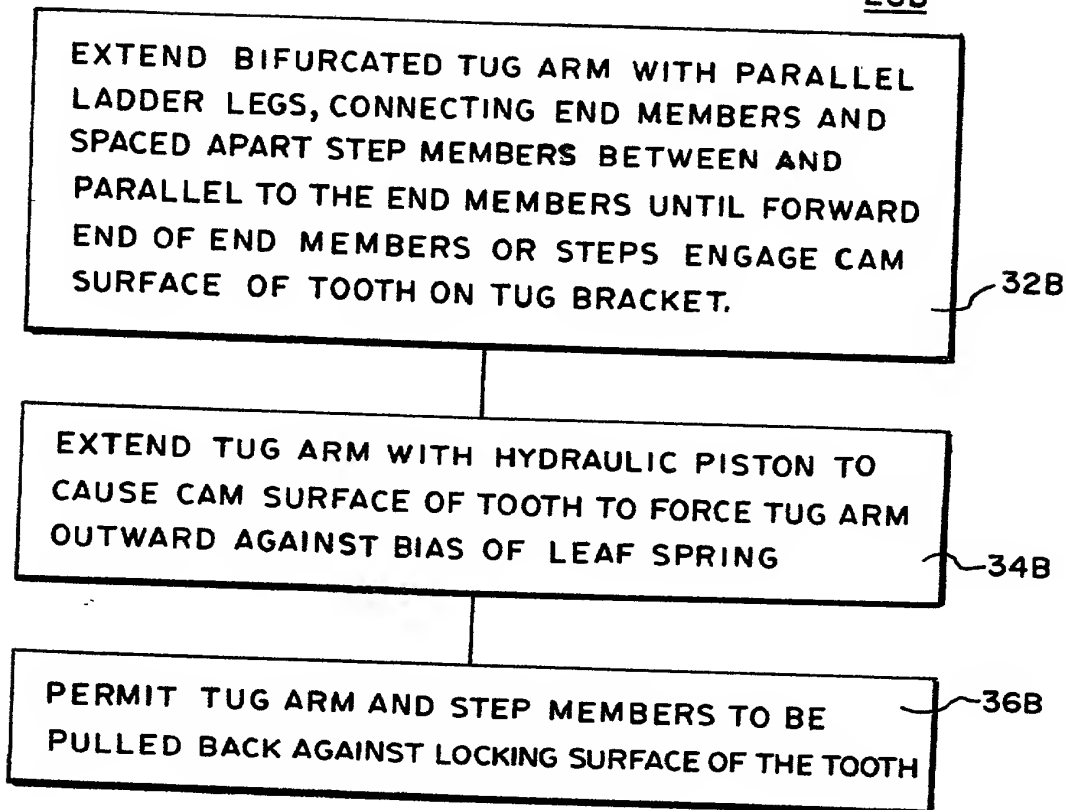 EXTEND BIFURCATED TUG ARM WITH PARALLEL
LADDER LEGS, CONNECTING END MEMBERS AND
SPACED APART STEP MEMBERS BETWEEN AND
PARALLEL TO THE END MEMBERS UNTIL FORWARD
END OF END MEMBERS OR STEPS ENGAGE CAM
SURFACE OF TOOTH ON TUG BRACKET.
32B
EXTEND TUG ARM WITH HYDRAULIC PISTON TO
CAUSE CAM SURFACE OF TOOTH TO FORCE TUG ARM
OUTWARD AGAINST BIAS OF LEAF SPRING
34B
PERMIT TUG ARM AND STEP MEMBERS TO BE
PULLED BACK AGAINST LOCKING SURFACE OF THE TOOTH
36B